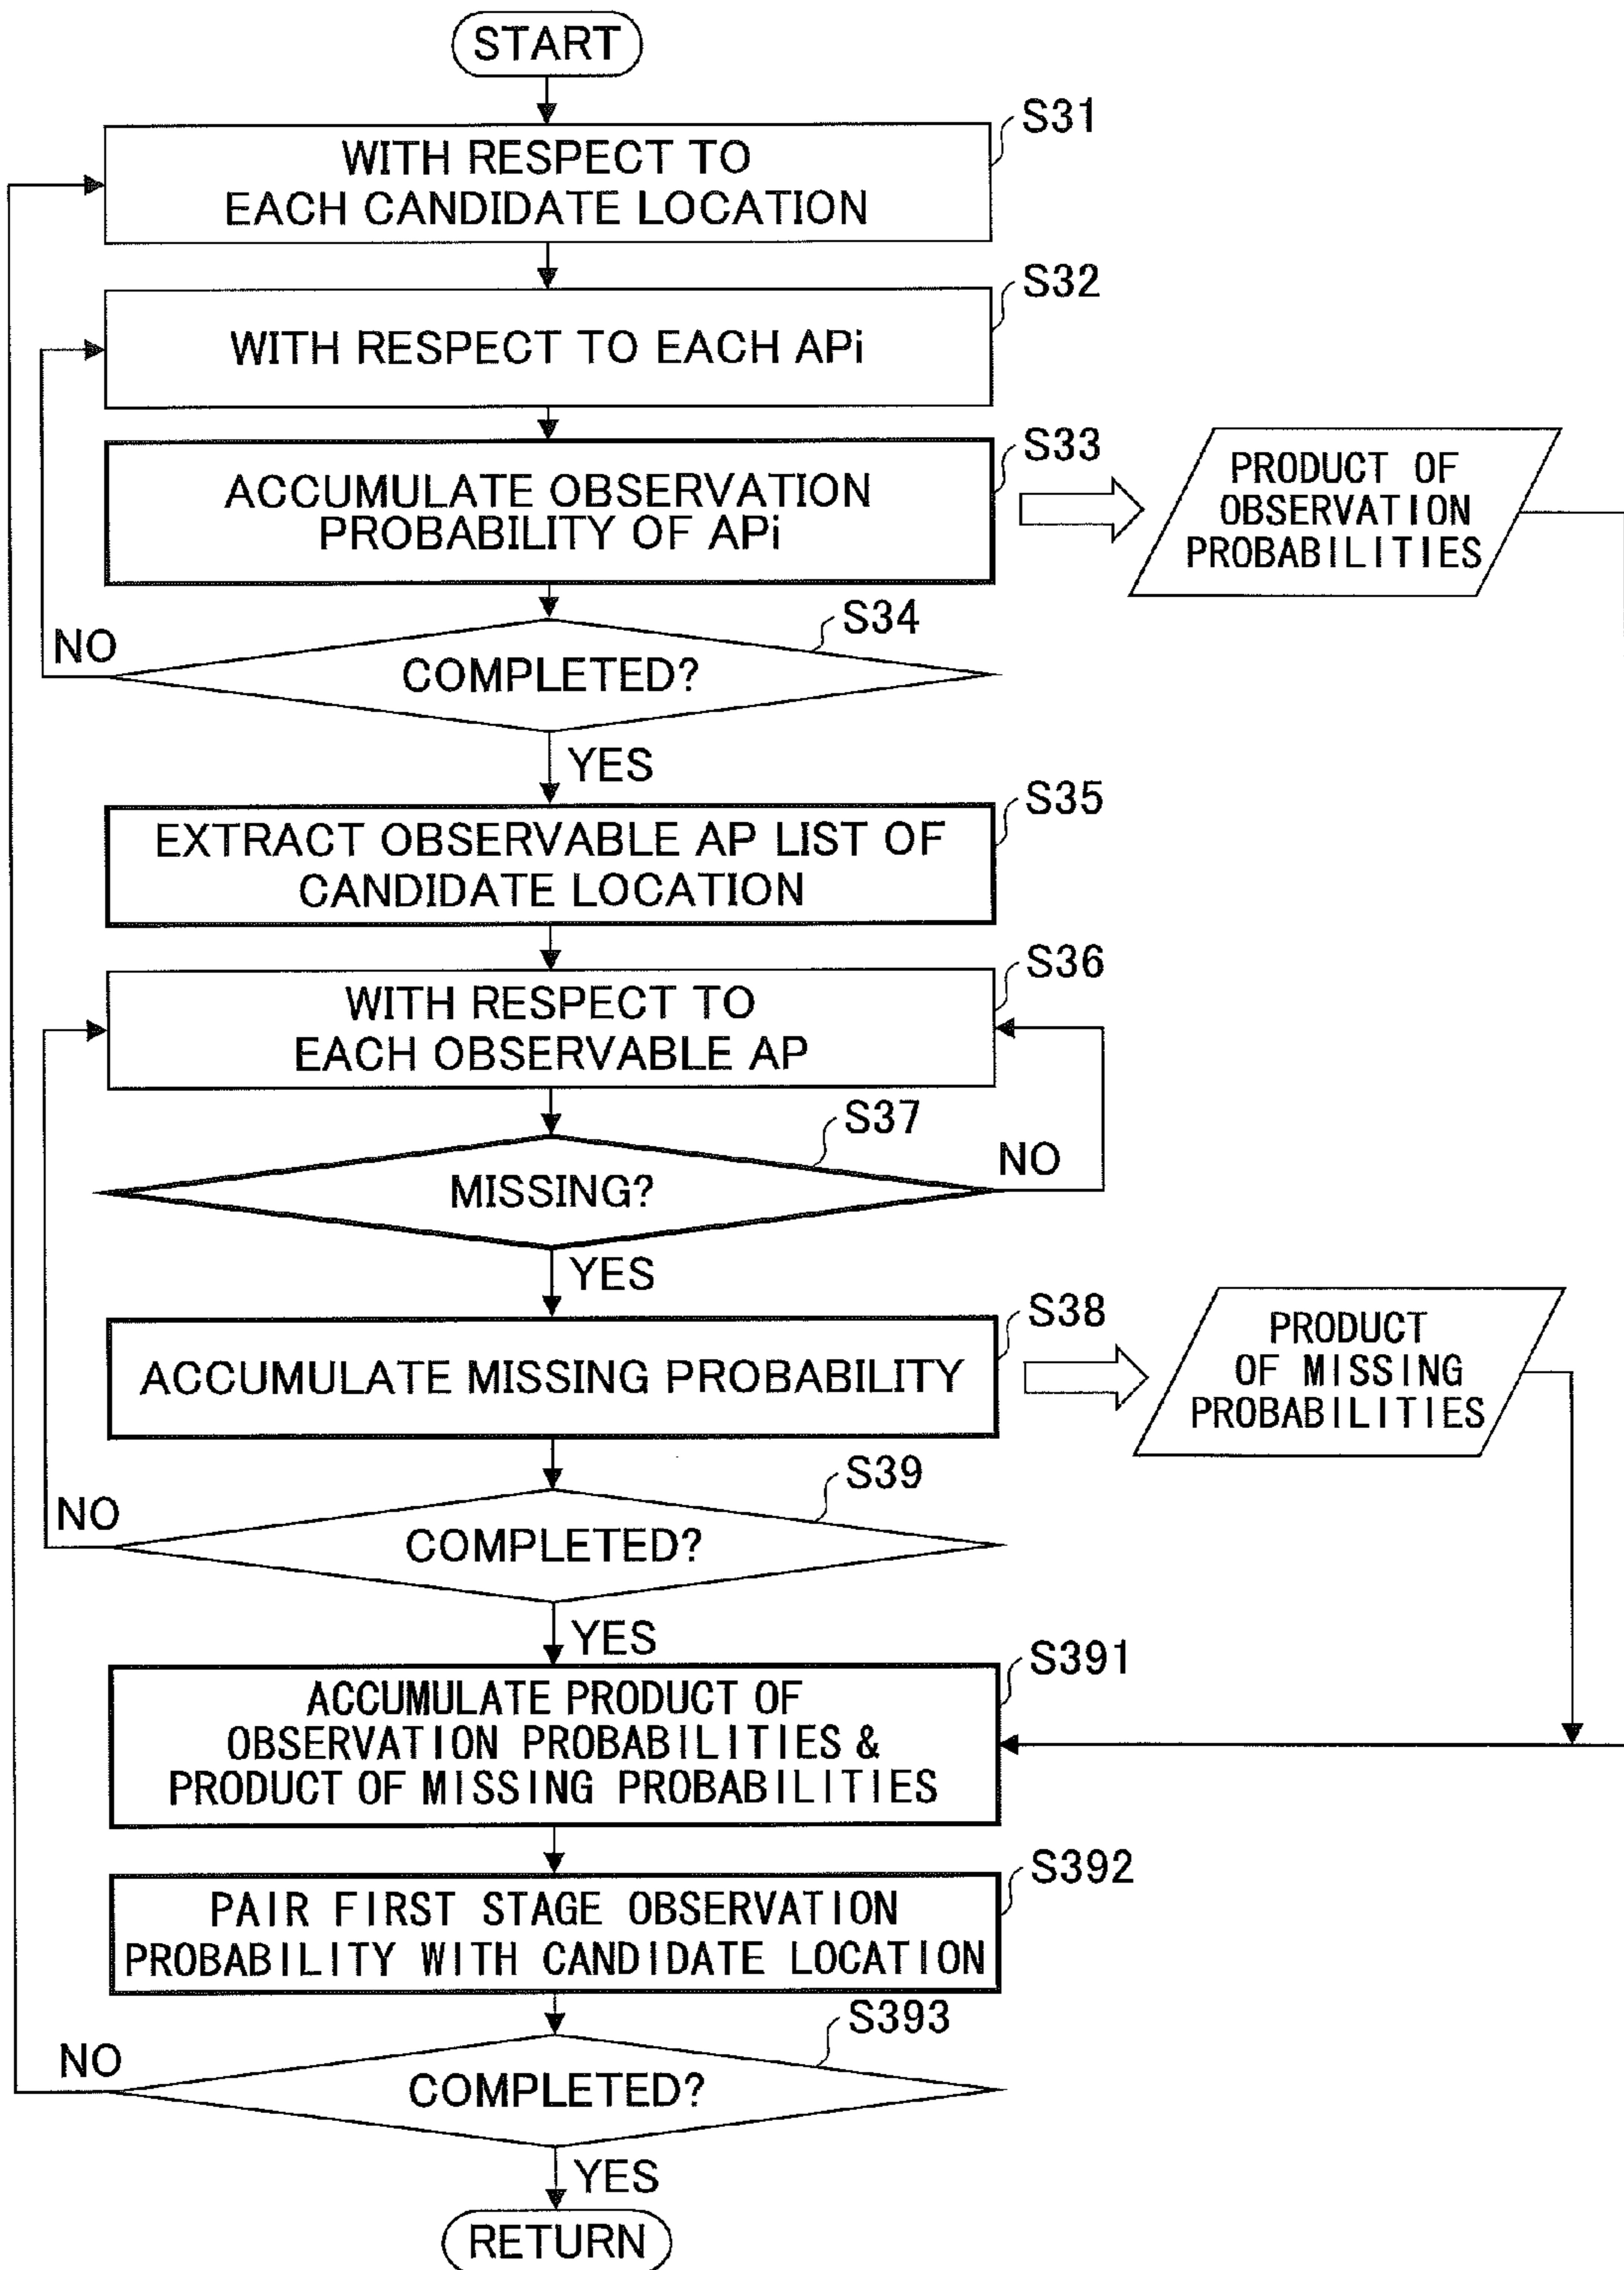 START
S31
WITH RESPECT TO
EACH CANDIDATE LOCATION
S32
WITH RESPECT TO EACH APi
S33
ACCUMULATE OBSERVATION
PROBABILITY OF APi
PRODUCT OF
OBSERVATION
PROBABILITIES
S34
NO
COMPLETED?
YES
S35
EXTRACT OBSERVABLE AP LIST OF
CANDIDATE LOCATION
S36
WITH RESPECT TO
EACH OBSERVABLE AP
S37
NO
MISSING?
YES
S38
ACCUMULATE MISSING PROBABILITY
PRODUCT
OF MISSING
PROBABILITIES
S39
NO
COMPLETED?
YES
S391
ACCUMULATE PRODUCT OF
OBSERVATION PROBABILITIES &
PRODUCT OF MISSING PROBABILITIES
S392
PAIR FIRST STAGE OBSERVATION
PROBABILITY WITH CANDIDATE LOCATION
S393
NO
COMPLETED?
YES
RETURN